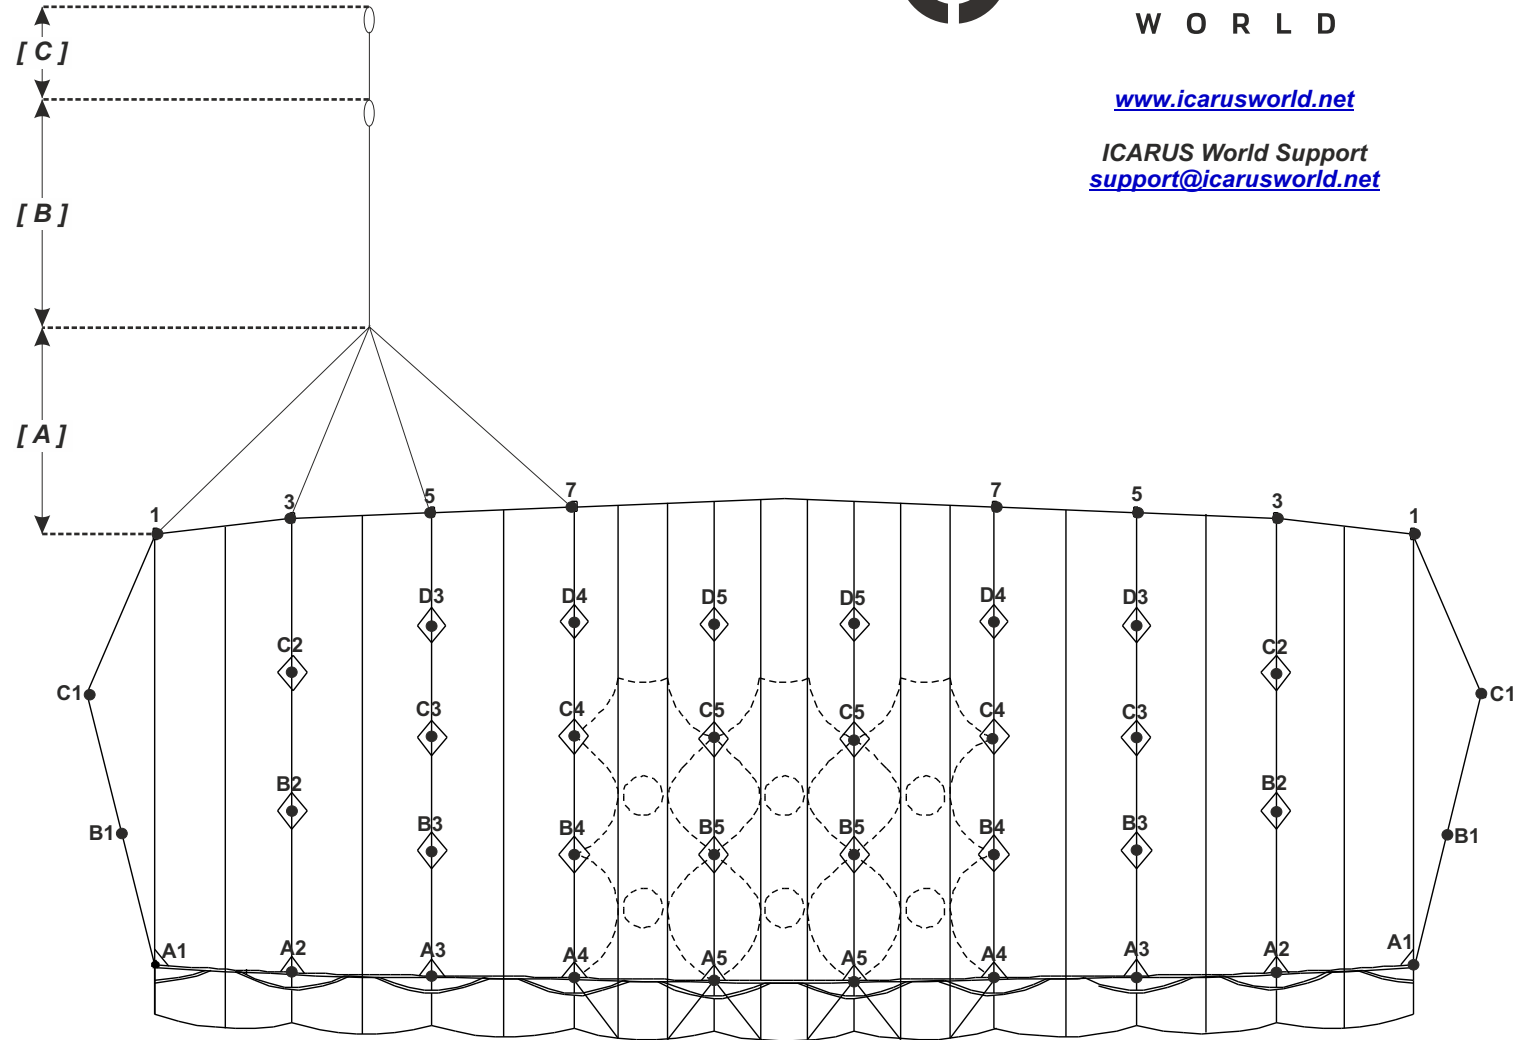 W O R L D
[ C ]
www.icarusworld.net
ICARUS World Support
support@icarusworld.net
[ B ]
[ A ]
1 3 5 7 7 5 3 1
D3 D4 D5 D5 D4 D3
C2 C2
C1 C3 C4 C5 C5 C4 C3 C1
B2 B2
B1 B3 B4 B5 B5 B4 B3 B1
A1 A2 A3 A4 A5 A5 A4 A3 A2 A1